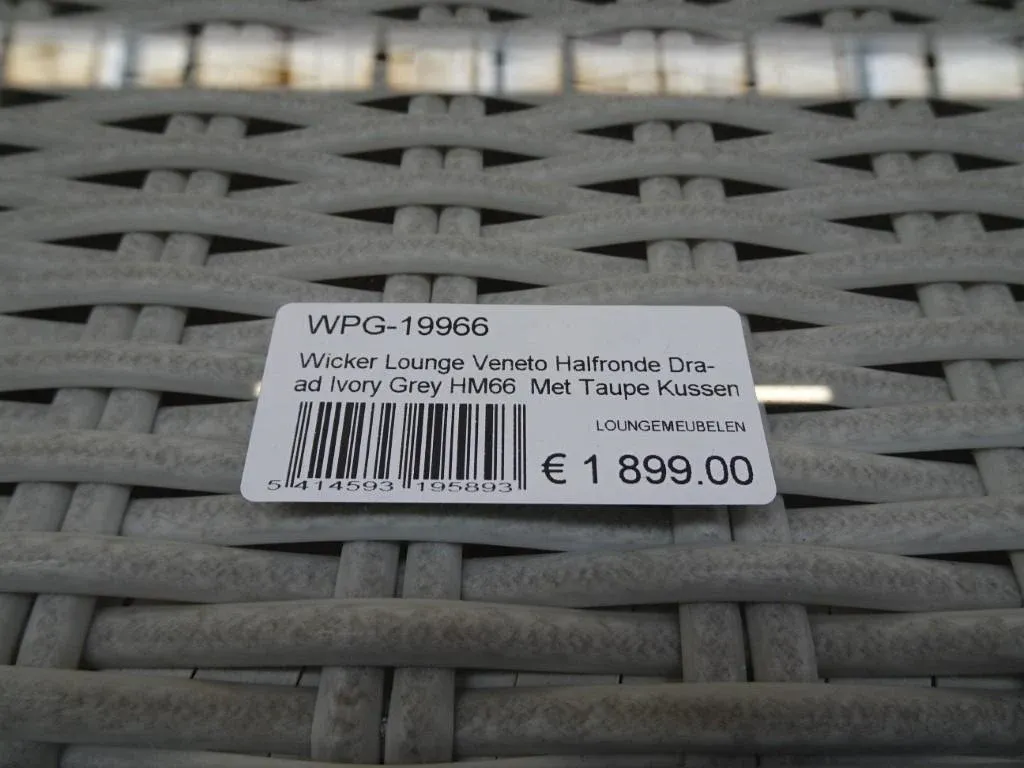 WPG-19966
Wicker Lounge Veneto Halfronde Dra-
ad Ivory Grey HM66 Met Taupe Kussen
LOUNGEMEUBELEN
€ 1 899.00
5 414593 195893